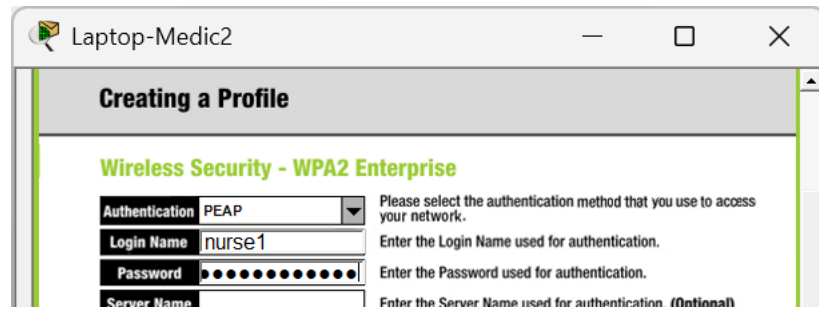 Laptop-Medic2
Creating a Profile
Wireless Security - WPA2 Enterprise
Authentication PEAP Please select the authentication method that you use to access
your network.
Login Name nurse1 Enter the Login Name used for authentication.
Password ●●●●●●●●●●●● Enter the Password used for authentication.
Server Name Enter the Server Name used for authentication. (Optional)